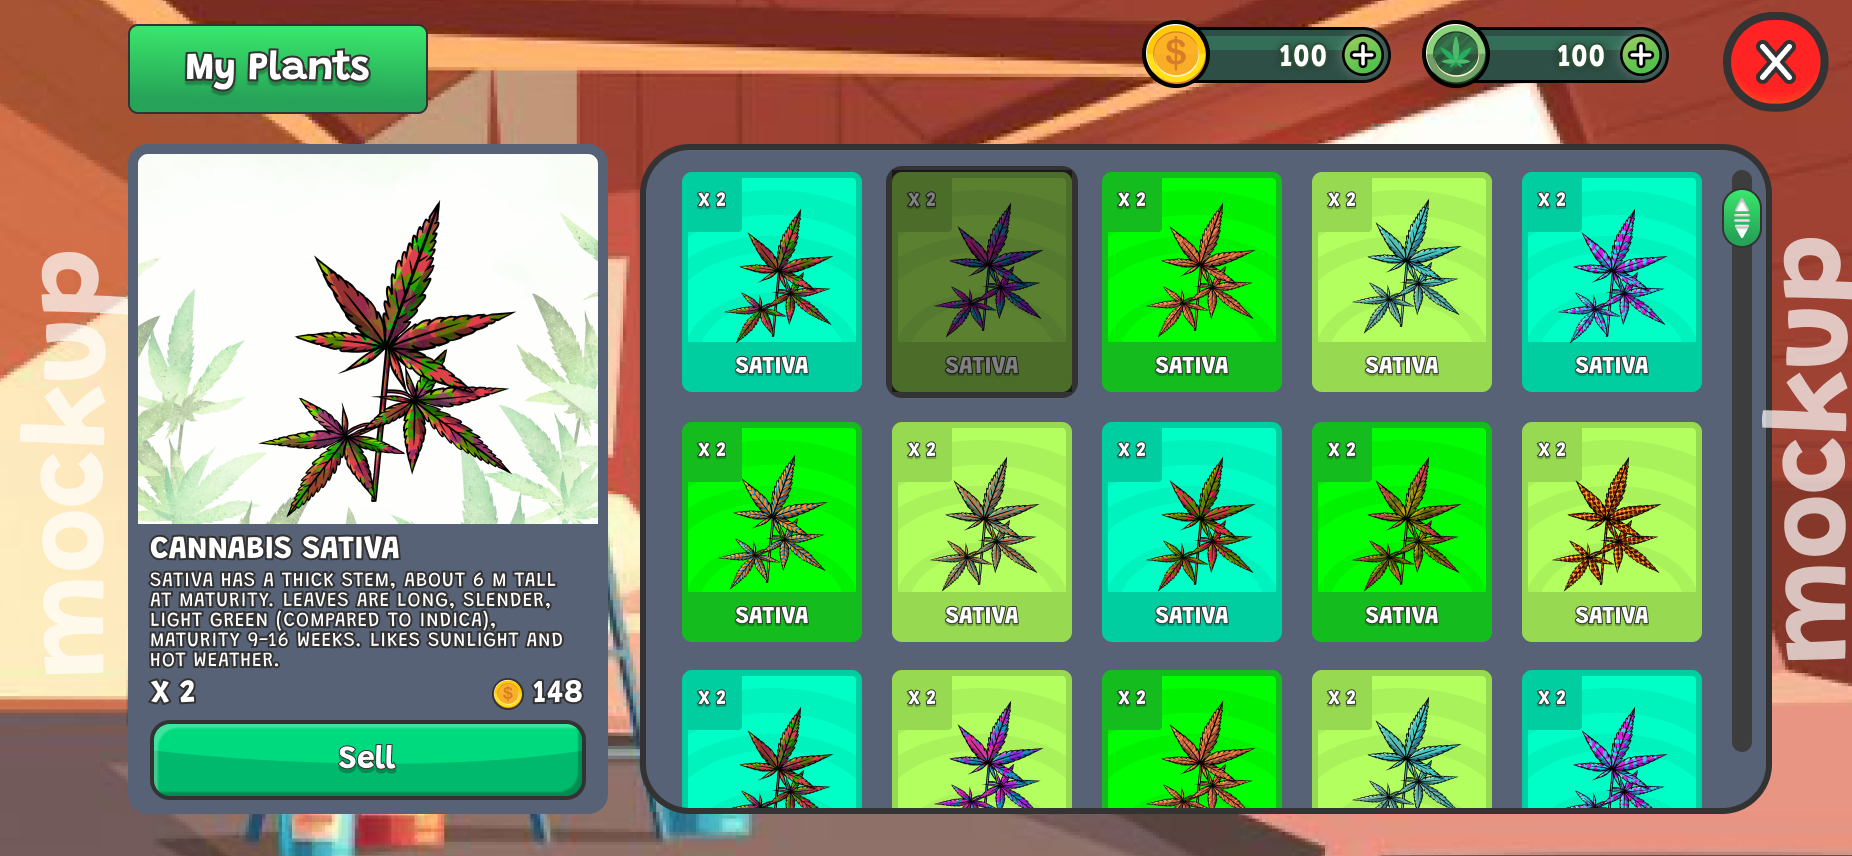 My Plants
$ 100
100
X
mockup
mockup
CANNABIS SATIVA
SATIVA HAS A THICK STEM, ABOUT 6 M TALL
AT MATURITY. LEAVES ARE LONG, SLENDER,
LIGHT GREEN (COMPARED TO INDICA),
MATURITY 9-16 WEEKS. LIKES SUNLIGHT AND
HOT WEATHER.
X 2
$ 148
Sell
X 2
SATIVA
X 2
SATIVA
X 2
SATIVA
X 2
SATIVA
X 2
SATIVA
X 2
SATIVA
X 2
SATIVA
X 2
SATIVA
X 2
SATIVA
X 2
SATIVA
X 2
X 2
X 2
X 2
X 2